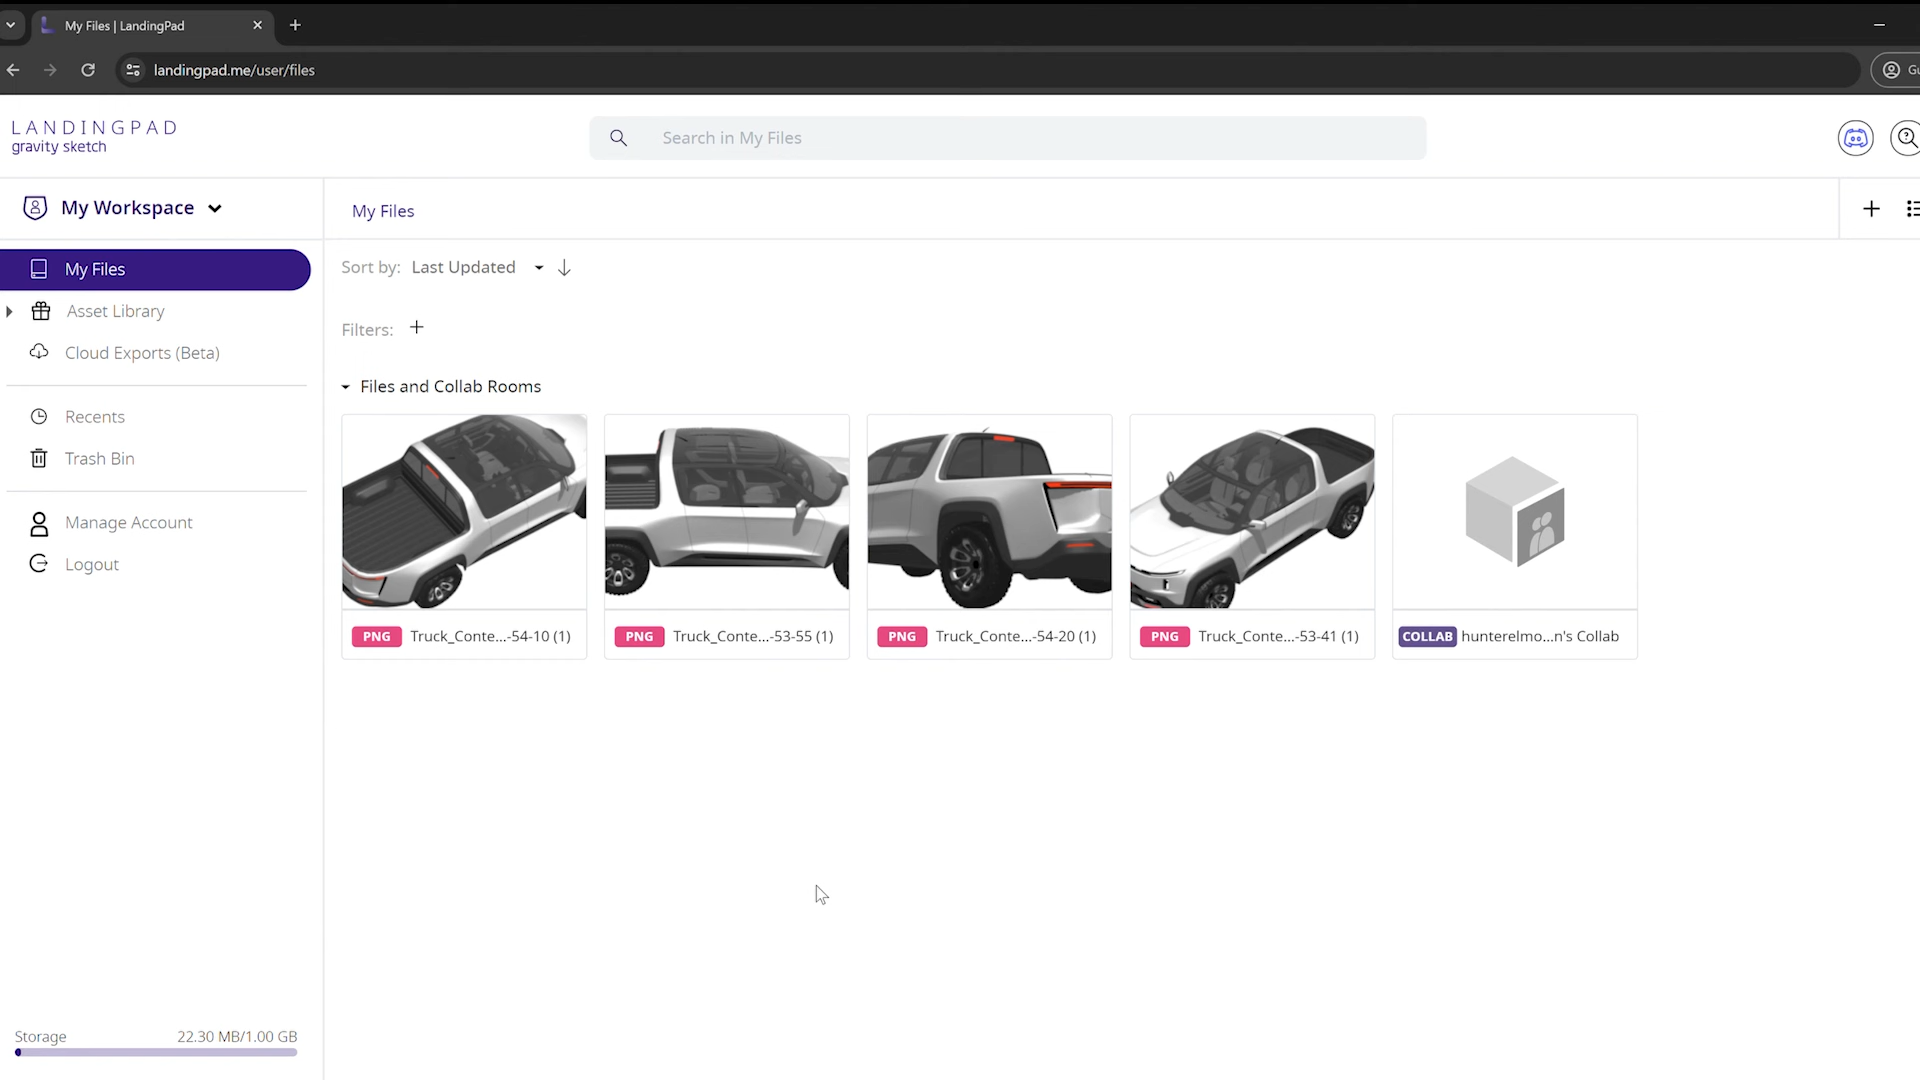 My Files | LandingPad
landingpad.me/user/files
Gu
LANDINGPAD
gravity sketch
Search in My Files
My Workspace
My Files
My Files
Asset Library
Cloud Exports (Beta)
Recents
Trash Bin
Manage Account
Logout
Sort by: Last Updated
Filters:
Files and Collab Rooms
PNG Truck_Conte...-54-10 (1)
PNG Truck_Conte...-53-55 (1)
PNG Truck_Conte...-54-20 (1)
PNG Truck_Conte...-53-41 (1)
COLLAB hunterelmo...n's Collab
Storage 22.30 MB/1.00 GB